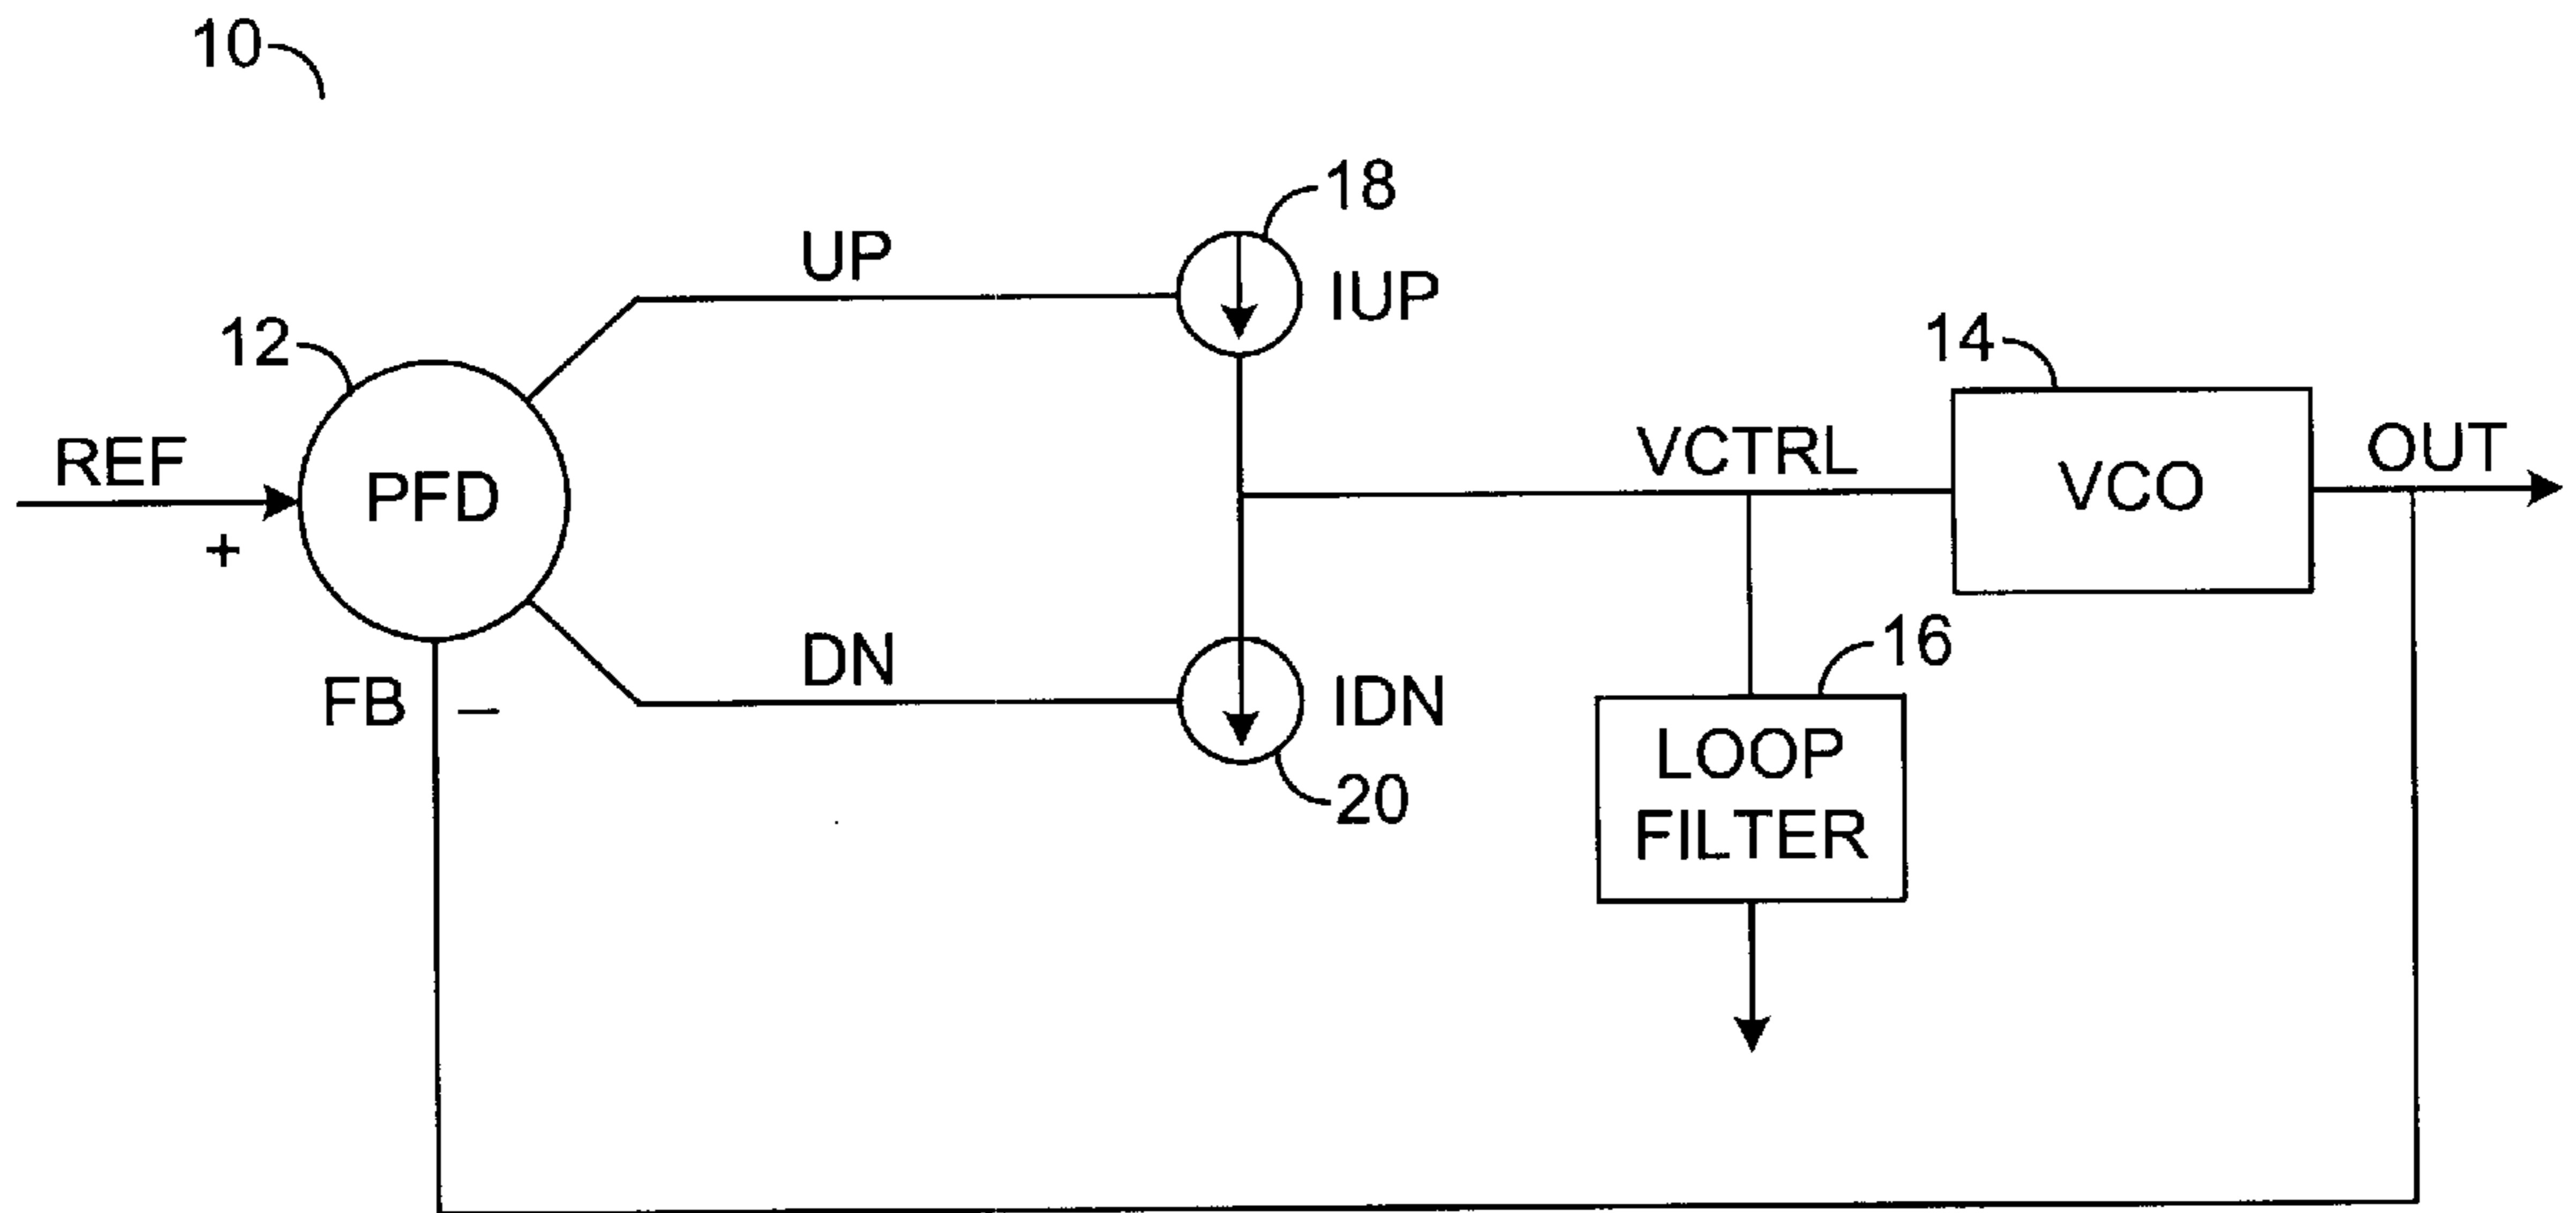 10
18
UP
IUP
12
14
REF
PFD
+
VCTRL
VCO
OUT
DN
16
FB
–
IDN
LOOP
FILTER
20